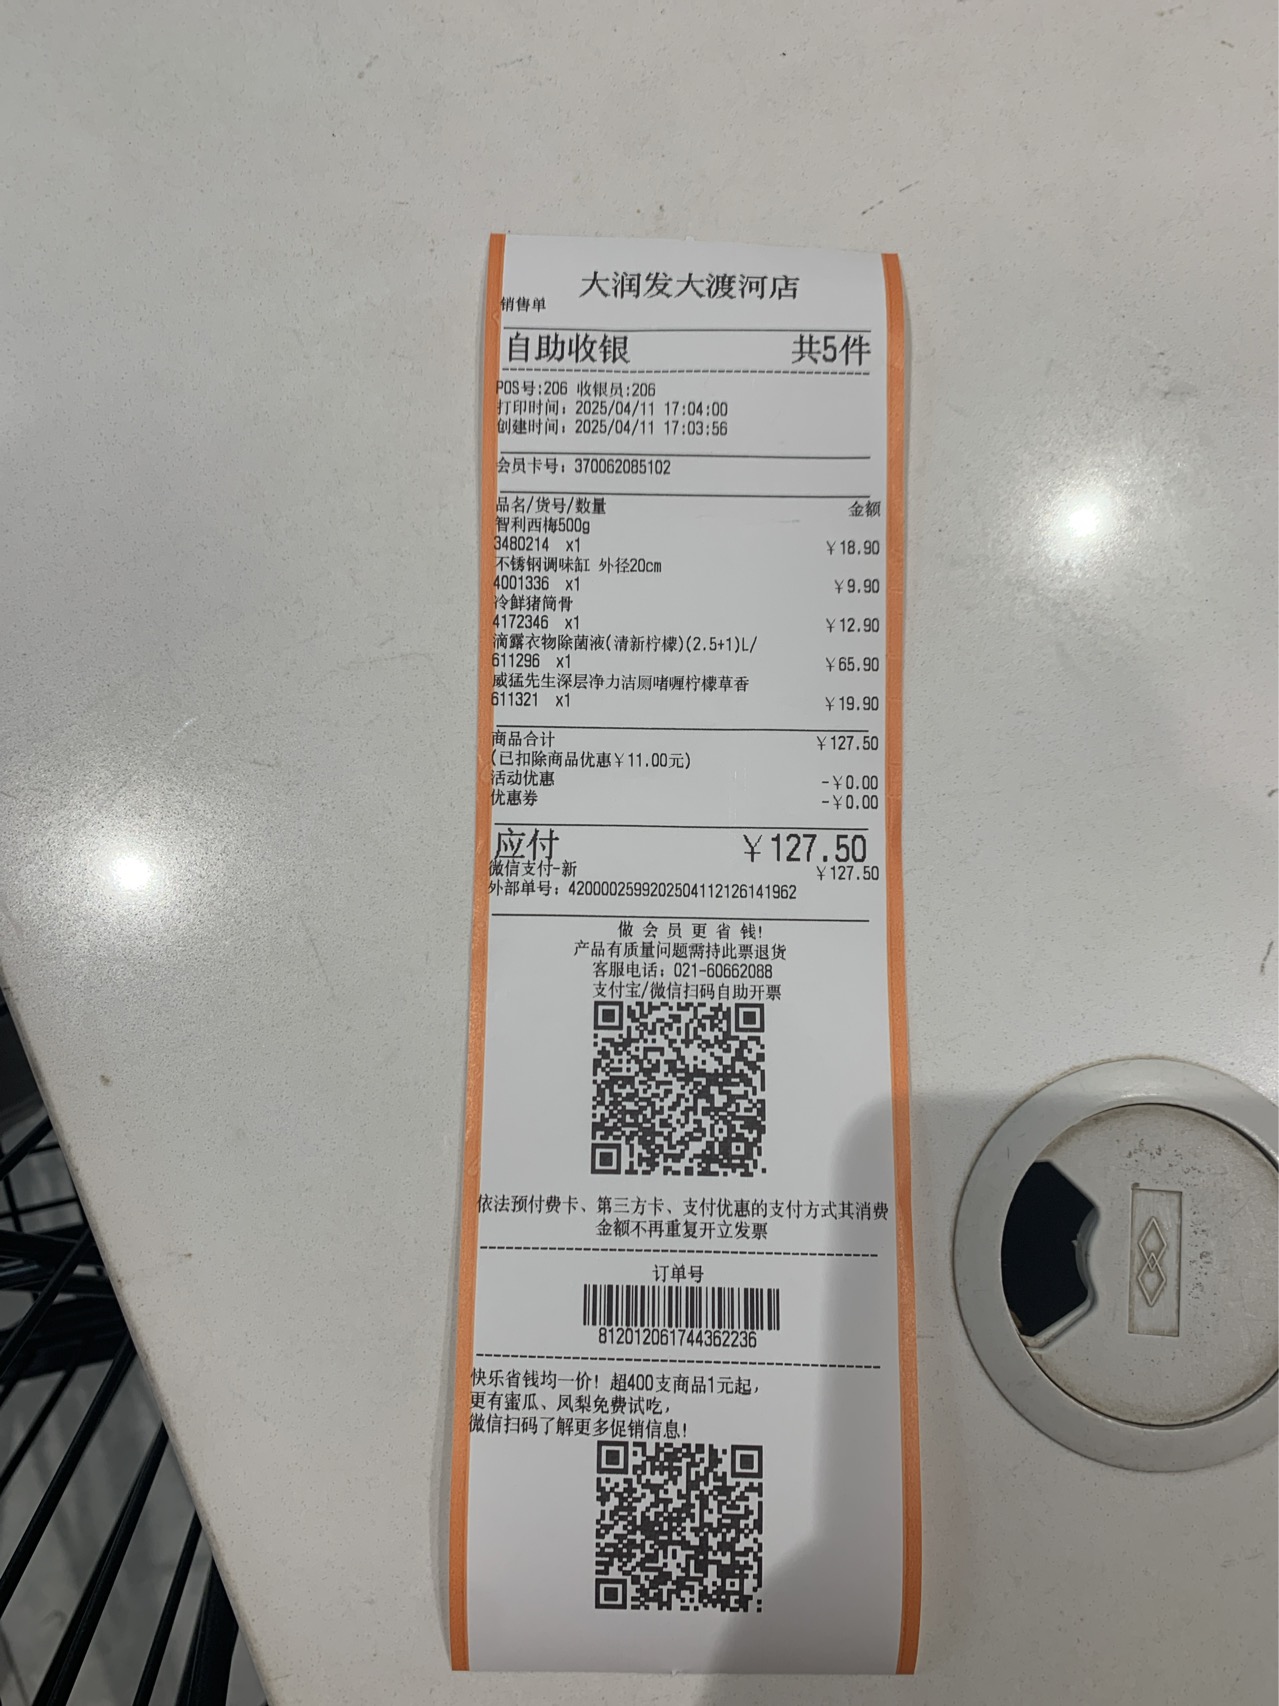 大润发大渡河店
销售单
自助收银 共5件
POS号:206 收银员:206
打印时间：2025/04/11 17:04:00
创建时间：2025/04/11 17:03:56
会员卡号：370062085102
品名/货号/数量 金额
智利西梅500g
3480214 x1 ￥18.90
不锈钢调味缸 外径20cm
4001336 x1 ￥9.90
冷鲜猪筒骨
4172346 x1 ￥12.90
滴露衣物除菌液(清新柠檬)(2.5+1)L/
611296 x1 ￥65.90
威猛先生深层净力洁厕啫喱柠檬草香
611321 x1 ￥19.90
商品合计 ￥127.50
(已扣除商品优惠￥11.00元)
活动优惠 -￥0.00
优惠券 -￥0.00
应付 ￥127.50
微信支付-新 ￥127.50
外部单号：4200002599202504112126141962
做 会 员 更 省 钱!
产品有质量问题需持此票退货
客服电话：021-60662088
支付宝/微信扫码自助开票
依法预付费卡、第三方卡、支付优惠的支付方式其消费
金额不再重复开立发票
订单号
812012061744362236
快乐省钱均一价！超400支商品1元起，
更有蜜瓜、凤梨免费试吃，
微信扫码了解更多促销信息!